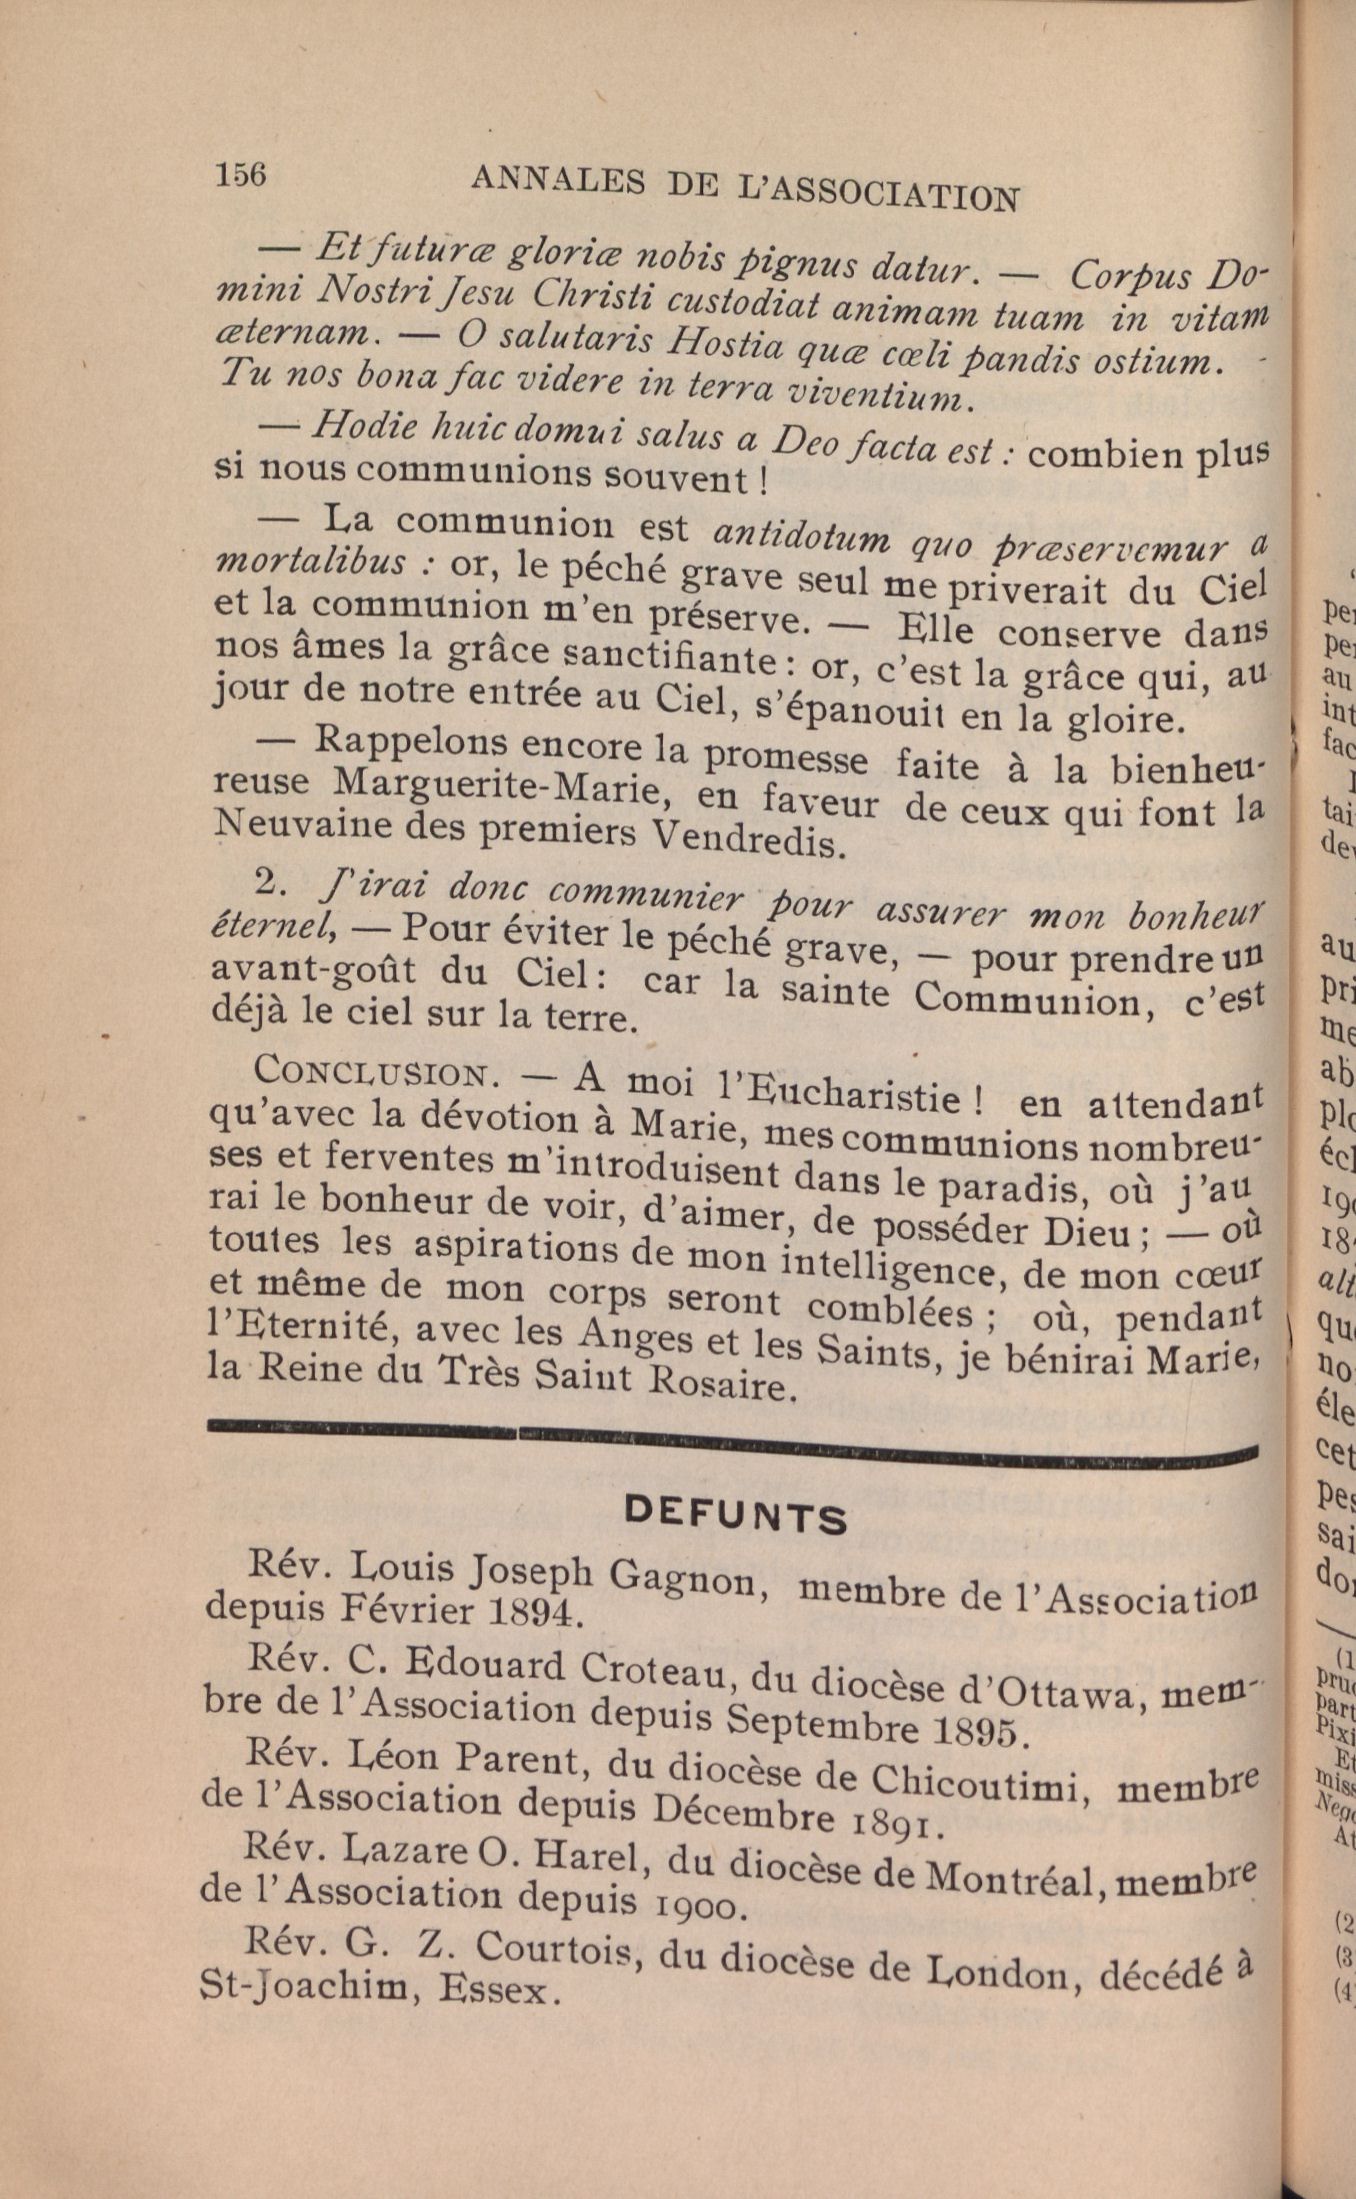 156 ANNALES DE L'ASSOCIATION
— Et futuræ gloriæ nobis pignus datur. — Corpus Do-
mini Nostri Jesu Christi custodiat animam tuam in vitam
æternam. — O salutaris Hostia quæ cœli pandis ostium. -
Tu nos bona fac videre in terra viventium.
— Hodie huic domui salus a Deo facta est : combien plus
si nous communions souvent !
— La communion est antidotum quo præservemur a
mortalibus : or, le péché grave seul me priverait du Ciel
et la communion m'en préserve. — Elle conserve dans
nos âmes la grâce sanctifiante : or, c'est la grâce qui, au
jour de notre entrée au Ciel, s'épanouit en la gloire.
— Rappelons encore la promesse faite à la bienheu-
reuse Marguerite-Marie, en faveur de ceux qui font la
Neuvaine des premiers Vendredis.
2. J'irai donc communier pour assurer mon bonheur
éternel, — Pour éviter le péché grave, — pour prendre un
avant-goût du Ciel : car la sainte Communion, c'est
déjà le ciel sur la terre.
CONCLUSION. — A moi l'Eucharistie ! en attendant
qu'avec la dévotion à Marie, mes communions nombreu-
ses et ferventes m'introduisent dans le paradis, où j'au
rai le bonheur de voir, d'aimer, de posséder Dieu ; — où
toutes les aspirations de mon intelligence, de mon cœur
et même de mon corps seront comblées ; où, pendant
l'Eternité, avec les Anges et les Saints, je bénirai Marie,
la Reine du Très Saint Rosaire.
DEFUNTS
Rév. Louis Joseph Gagnon, membre de l'Association
depuis Février 1894.
Rév. C. Edouard Croteau, du diocèse d'Ottawa, mem-
bre de l'Association depuis Septembre 1895.
Rév. Léon Parent, du diocèse de Chicoutimi, membre
de l'Association depuis Décembre 1891.
Rév. Lazare O. Harel, du diocèse de Montréal, membre
de l'Association depuis 1900.
Rév. G. Z. Courtois, du diocèse de London, décédé à
St-Joachim, Essex.